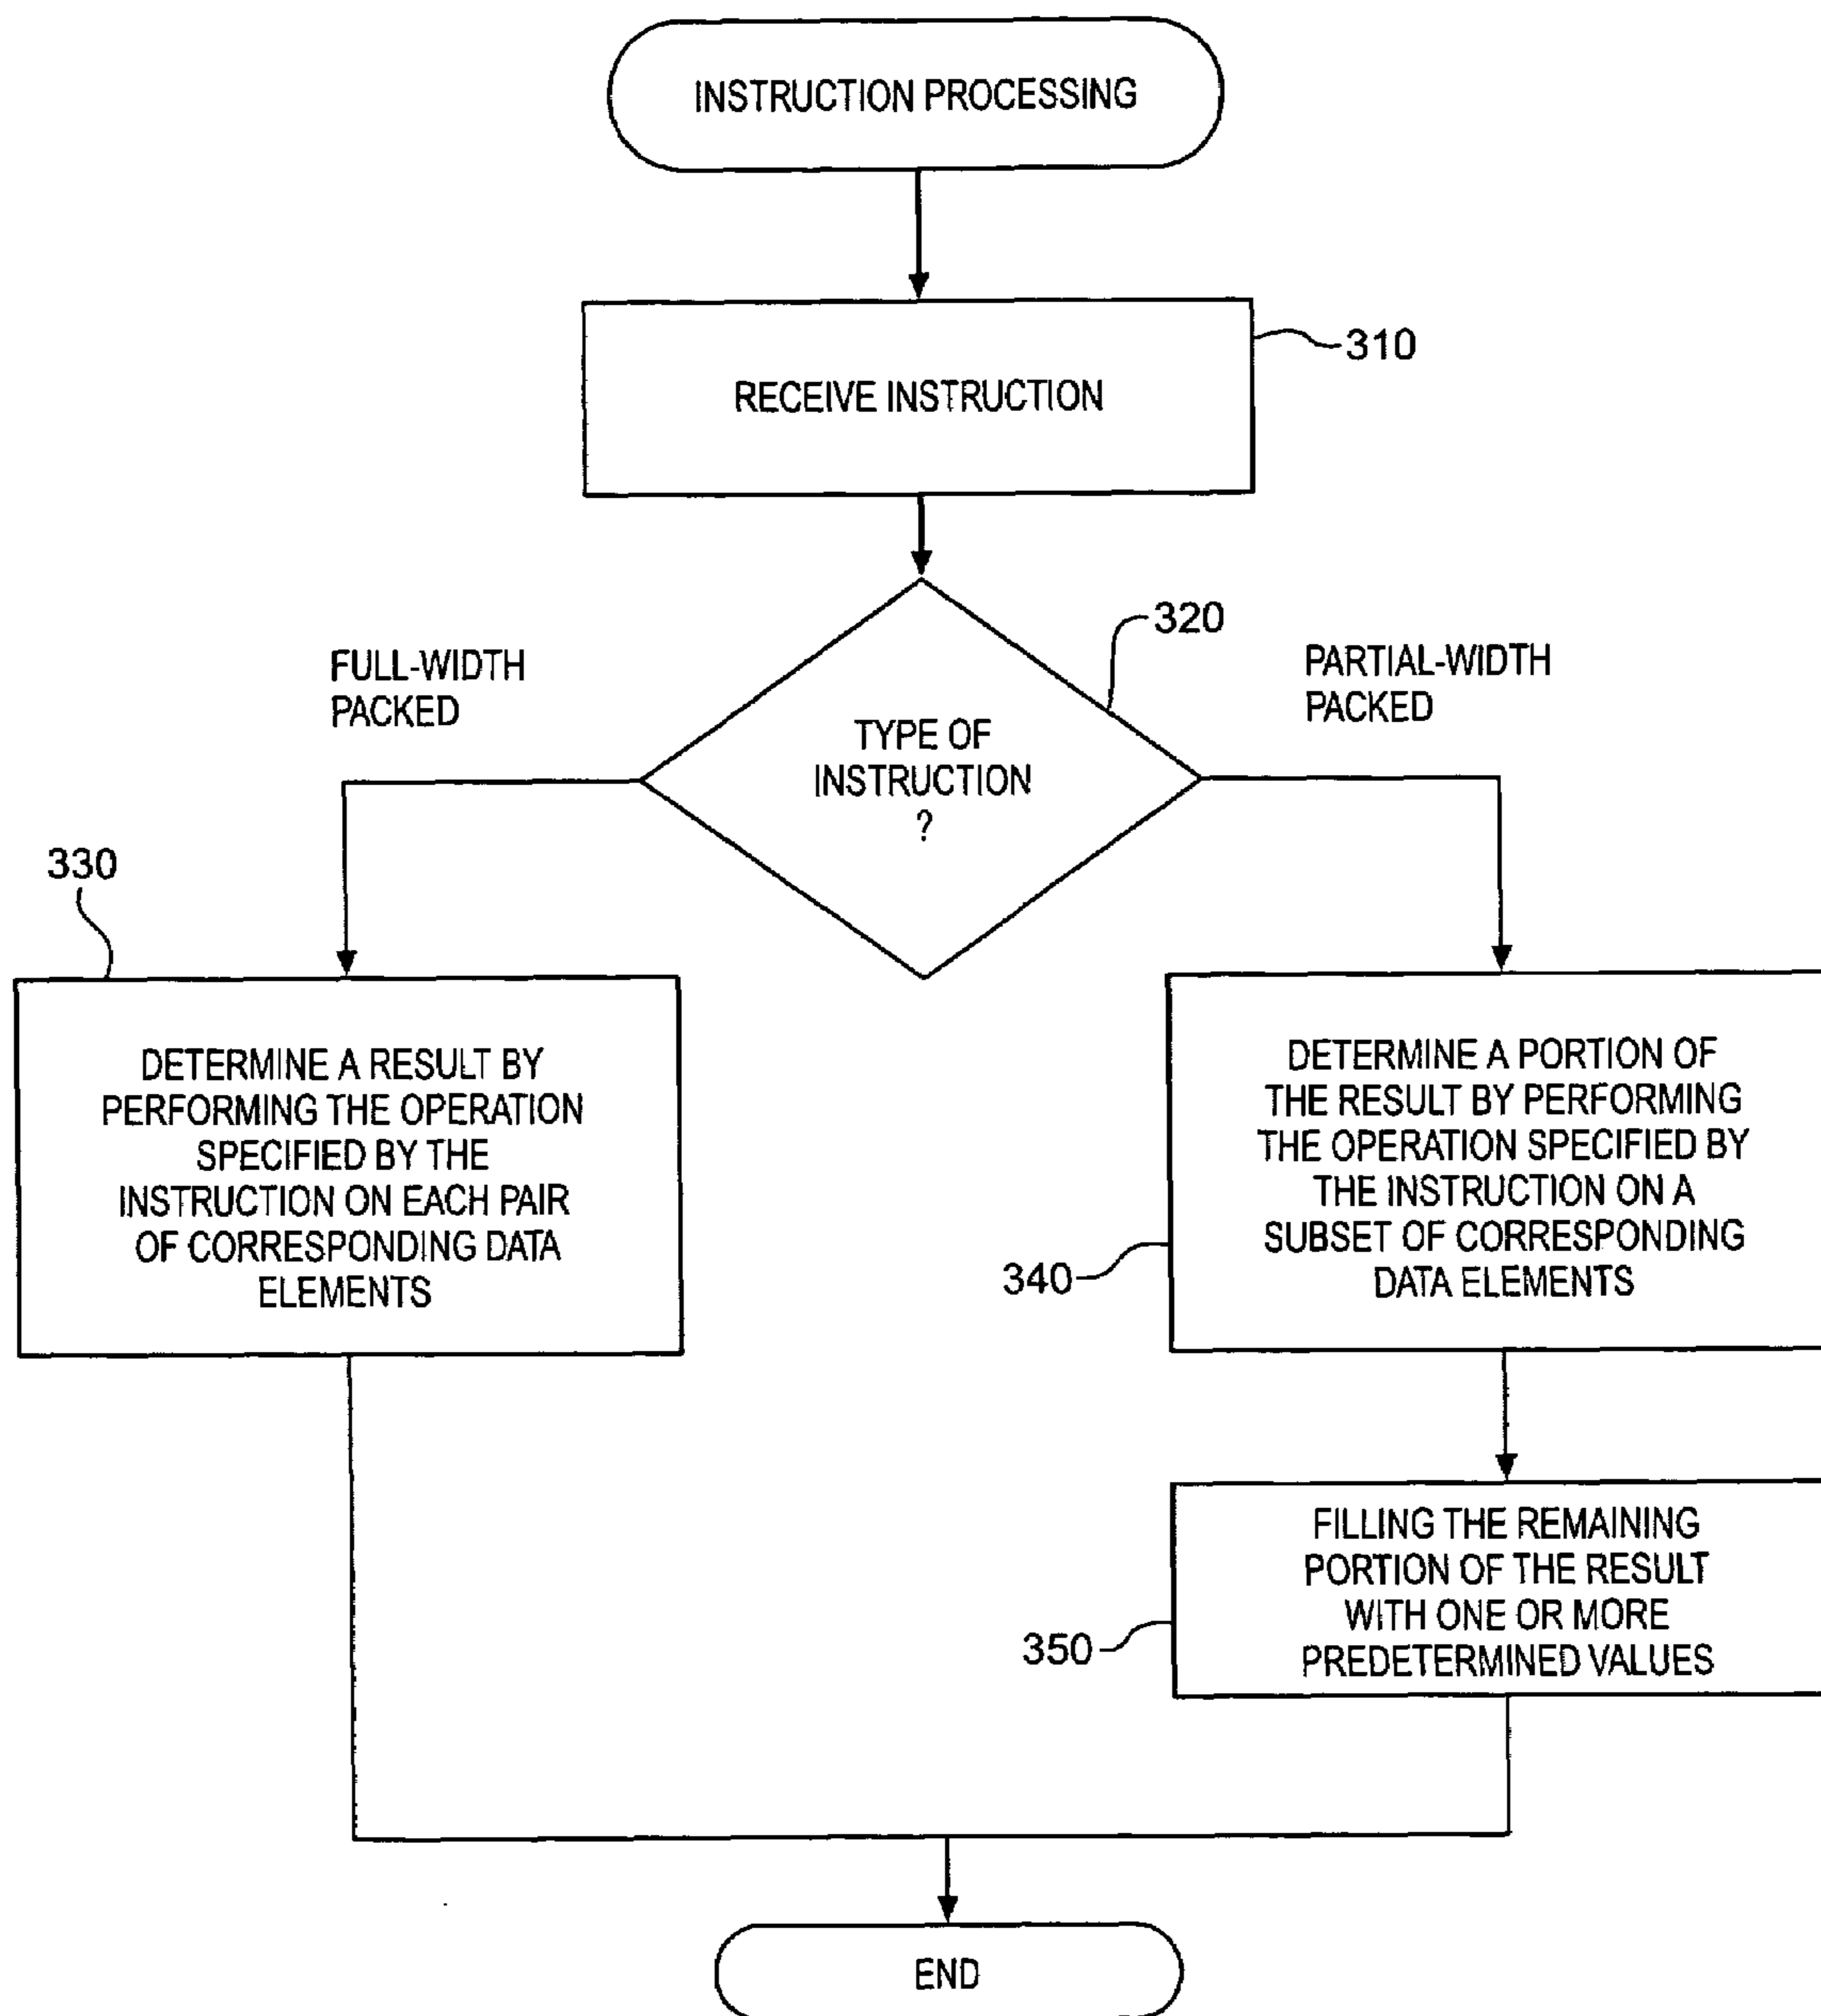 INSTRUCTION PROCESSING
310
RECEIVE INSTRUCTION
320
FULL-WIDTH
PACKED
PARTIAL-WIDTH
PACKED
TYPE OF
INSTRUCTION
?
330
DETERMINE A RESULT BY
PERFORMING THE OPERATION
SPECIFIED BY THE
INSTRUCTION ON EACH PAIR
OF CORRESPONDING DATA
ELEMENTS
DETERMINE A PORTION OF
THE RESULT BY PERFORMING
THE OPERATION SPECIFIED BY
THE INSTRUCTION ON A
SUBSET OF CORRESPONDING
DATA ELEMENTS
340
FILLING THE REMAINING
PORTION OF THE RESULT
WITH ONE OR MORE
PREDETERMINED VALUES
350
END